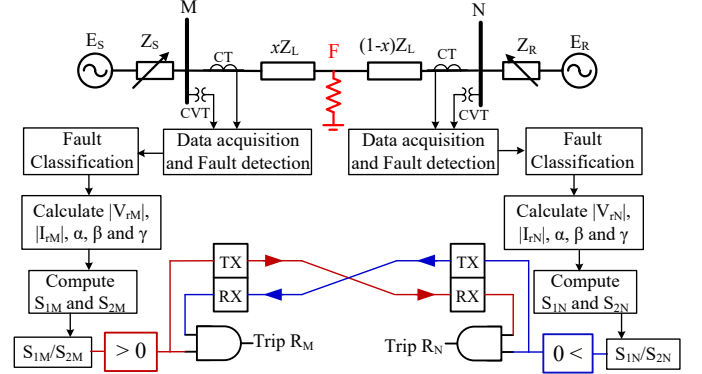 M
N
E_S
Z_S
CT
xZ_L
F
(1-x)Z_L
CT
Z_R
E_R
CVT
CVT
Fault
Classification
Data acquisition
and Fault detection
Data acquisition
and Fault detection
Fault
Classification
Calculate |V_rM|,
|I_rM|, α, β and γ
Calculate |V_rN|,
|I_rN|, α, β and γ
TX
RX
TX
RX
Compute
S_1M and S_2M
Compute
S_1N and S_2N
S_1M/S_2M
> 0
Trip R_M
Trip R_N
0 <
S_1N/S_2N